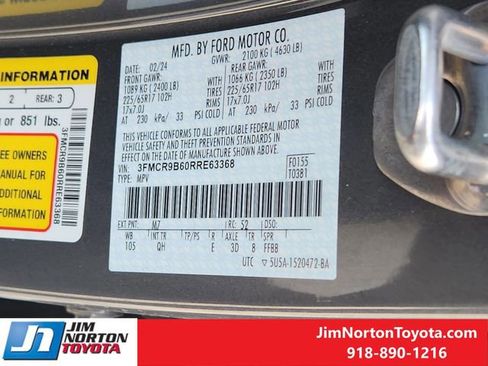 INFORMATION
2 REAR: 3
or 851 lbs.
EE OWNERS
MANUAL FOR
ADDITIONAL
FORMATION
3FMCR9B60RRE63368
MFD. BY FORD MOTOR CO.
02/24 GVWR: 2100 KG ( 4630 LB)
FRONT GAWR: REAR GAWR:
1089 KG ( 2400 LB) 1066 KG ( 2350 LB)
225/65R17 102H TIRES 225/65R17 102H TIRES
17x7.0J RIMS 17x7.0J RIMS
AT 230 kPa/ 33 PSI COLD AT 230 kPa/ 33 PSI COLD
THIS VEHICLE CONFORMS TO ALL APPLICABLE FEDERAL MOTOR
VEHICLE SAFETY AND THEFT PREVENTION STANDARDS IN
EFFECT ON THE DATE OF MANUFACTURE SHOWN ABOVE.
VIN: 3FMCR9B60RRE63368 F0155
TYPE: MPV T0381
EXT PNT: M7 RC: 52 DSO:
WB INT TR TP/PS R AXLE TR SPR
105 QH E 3D 8 FFBB
UTC ▽5U5A-1520472-BA
JIM
NORTON
TOYOTA
JimNortonToyota.com
918-890-1216